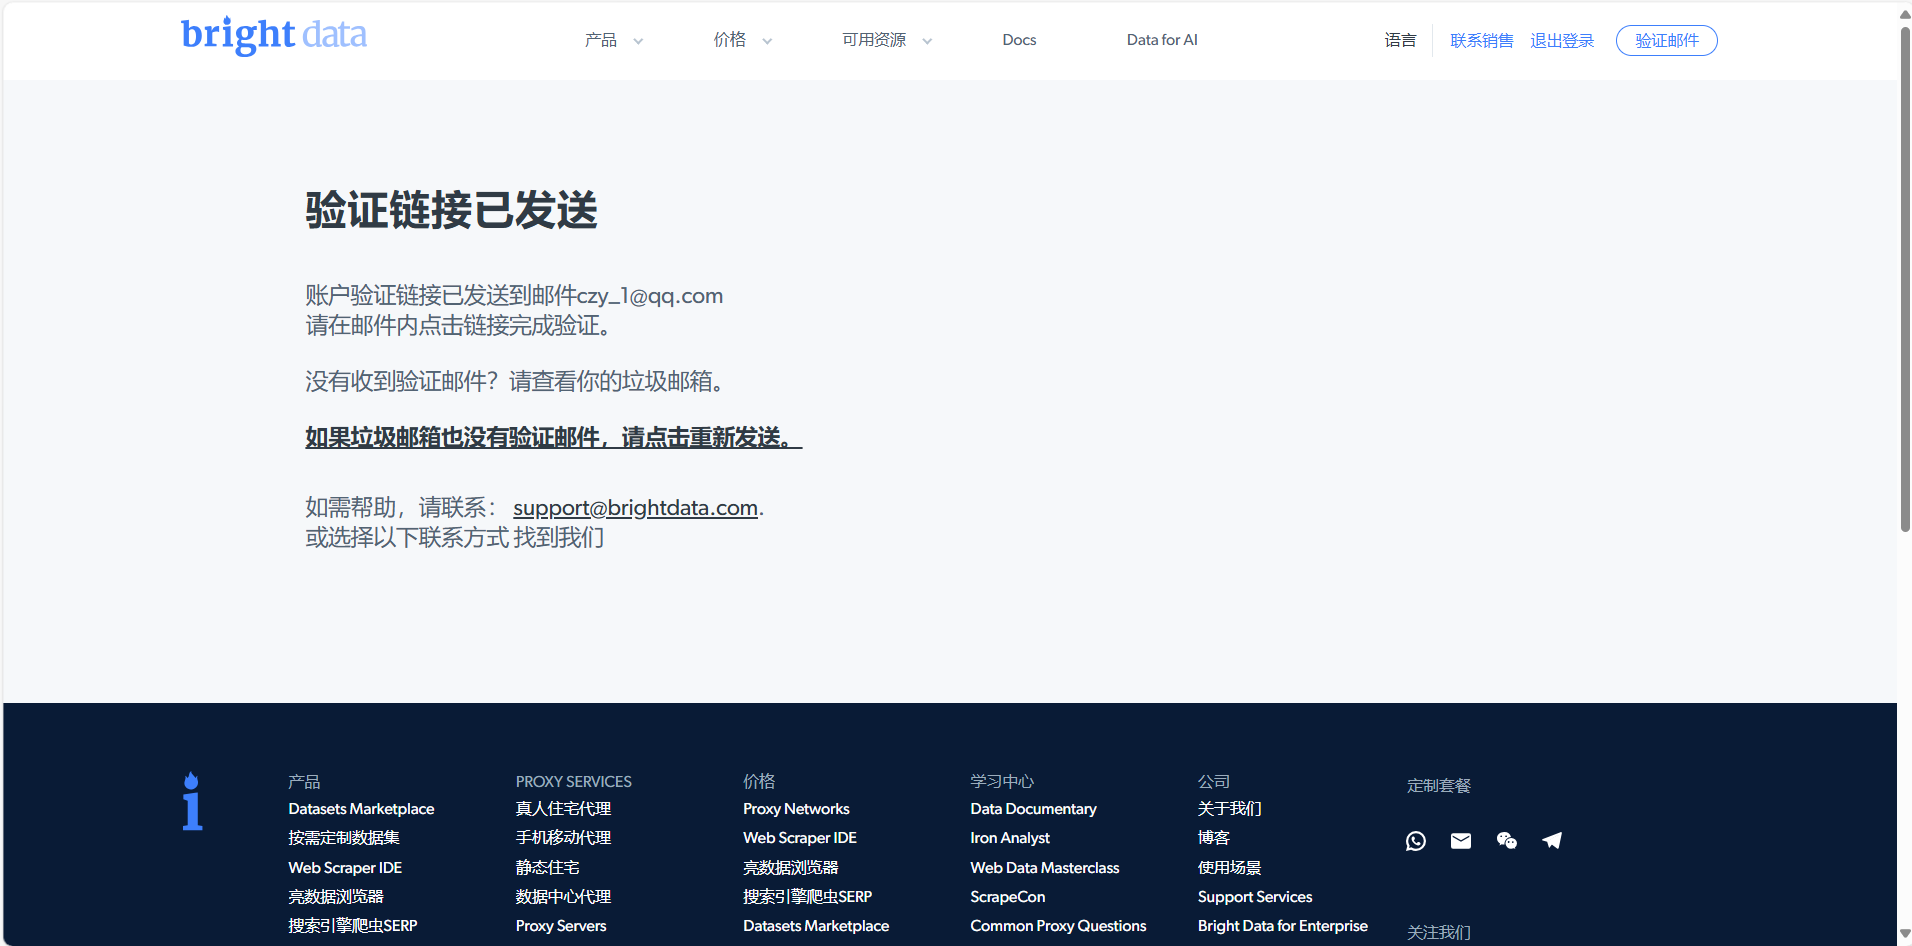 bright data
产品
价格
可用资源
Docs
Data for AI
语言
联系销售
退出登录
验证邮件
验证链接已发送
账户验证链接已发送到邮件czy_1@qq.com
请在邮件内点击链接完成验证。
没有收到验证邮件？请查看你的垃圾邮箱。
如果垃圾邮箱也没有验证邮件，请点击重新发送。
如需帮助，请联系： support@brightdata.com.
或选择以下联系方式 找到我们
产品
Datasets Marketplace
按需定制数据集
Web Scraper IDE
亮数据浏览器
搜索引擎爬虫SERP
PROXY SERVICES
真人住宅代理
手机移动代理
静态住宅
数据中心代理
Proxy Servers
价格
Proxy Networks
Web Scraper IDE
亮数据浏览器
搜索引擎爬虫SERP
Datasets Marketplace
学习中心
Data Documentary
Iron Analyst
Web Data Masterclass
ScrapeCon
Common Proxy Questions
公司
关于我们
博客
使用场景
Support Services
Bright Data for Enterprise
定制套餐
关注我们